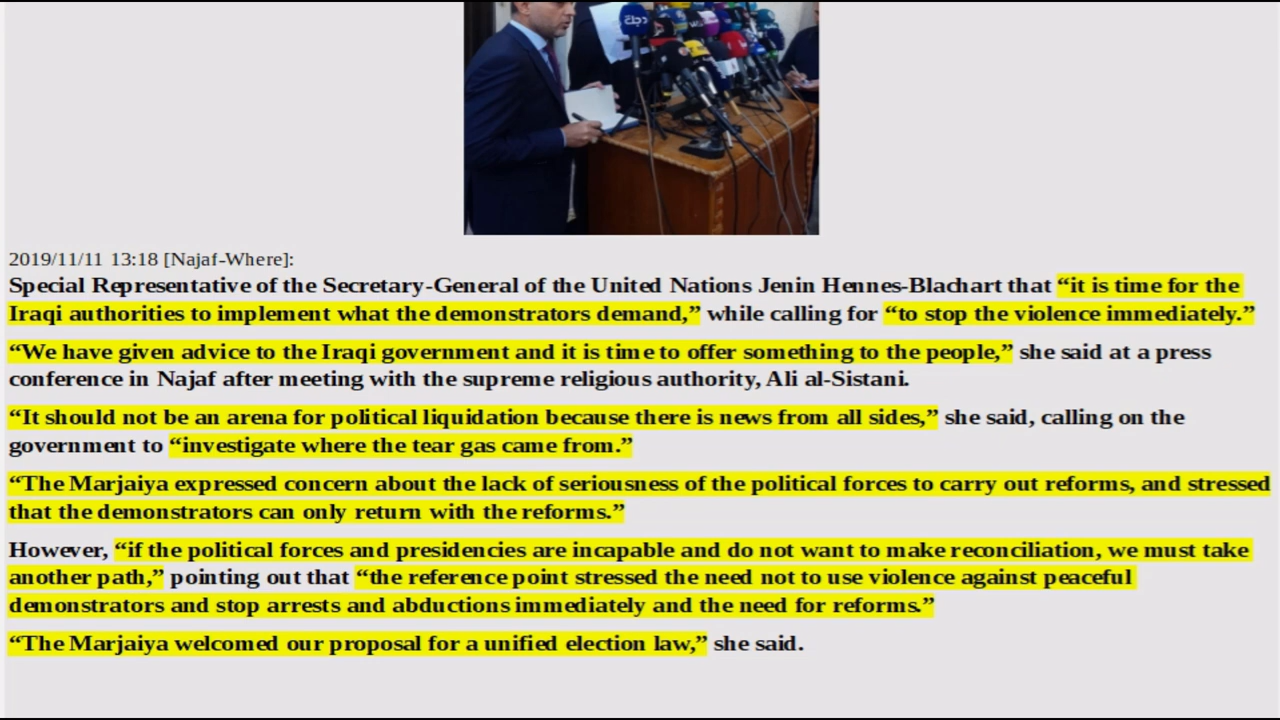 دجلة
2019/11/11 13:18 [Najaf-Where]:
Special Representative of the Secretary-General of the United Nations Jenin Hennes-Blachart that “it is time for the
Iraqi authorities to implement what the demonstrators demand,” while calling for “to stop the violence immediately.”
“We have given advice to the Iraqi government and it is time to offer something to the people,” she said at a press
conference in Najaf after meeting with the supreme religious authority, Ali al-Sistani.
“It should not be an arena for political liquidation because there is news from all sides,” she said, calling on the
government to “investigate where the tear gas came from.”
“The Marjaiya expressed concern about the lack of seriousness of the political forces to carry out reforms, and stressed
that the demonstrators can only return with the reforms.”
However, “if the political forces and presidencies are incapable and do not want to make reconciliation, we must take
another path,” pointing out that “the reference point stressed the need not to use violence against peaceful
demonstrators and stop arrests and abductions immediately and the need for reforms.”
“The Marjaiya welcomed our proposal for a unified election law,” she said.